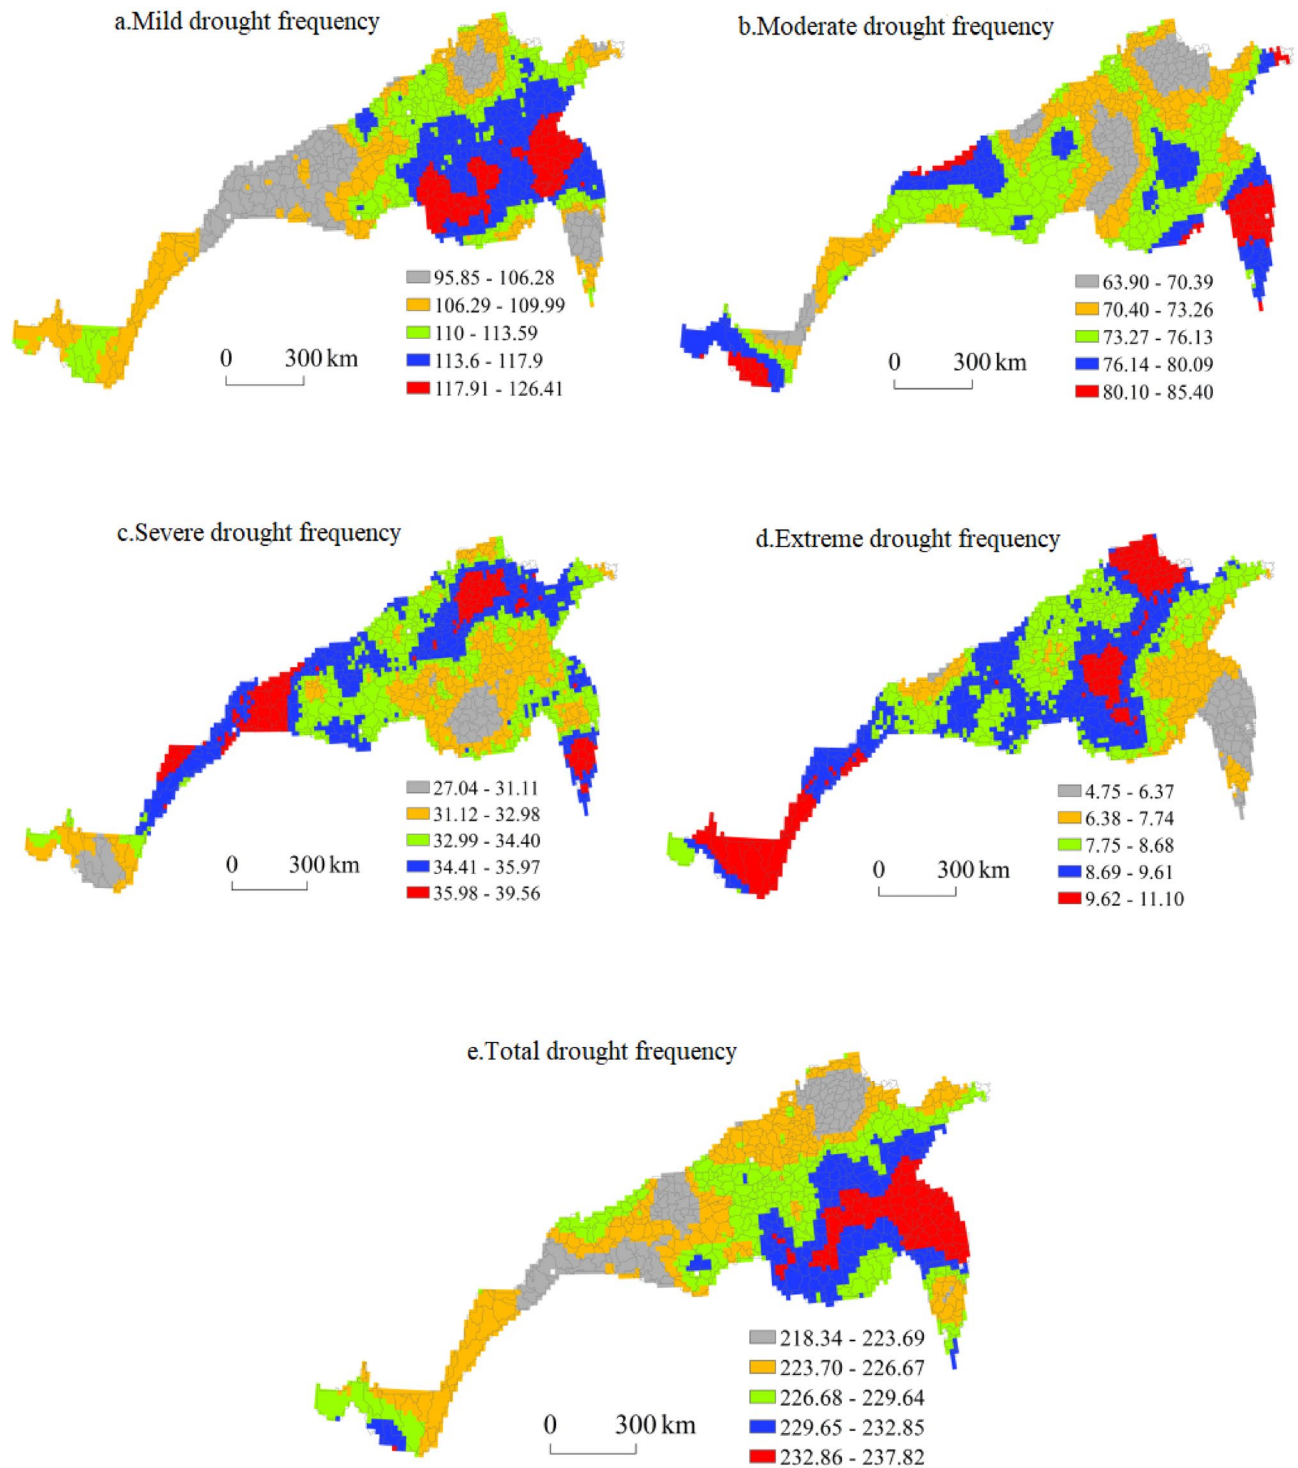 a.Mild drought frequency
95.85 - 106.28
106.29 - 109.99
110 - 113.59
113.6 - 117.9
117.91 - 126.41
0 300 km
b.Moderate drought frequency
63.90 - 70.39
70.40 - 73.26
73.27 - 76.13
76.14 - 80.09
80.10 - 85.40
0 300 km
c.Severe drought frequency
27.04 - 31.11
31.12 - 32.98
32.99 - 34.40
34.41 - 35.97
35.98 - 39.56
0 300 km
d.Extreme drought frequency
4.75 - 6.37
6.38 - 7.74
7.75 - 8.68
8.69 - 9.61
9.62 - 11.10
0 300 km
e.Total drought frequency
218.34 - 223.69
223.70 - 226.67
226.68 - 229.64
229.65 - 232.85
232.86 - 237.82
0 300 km